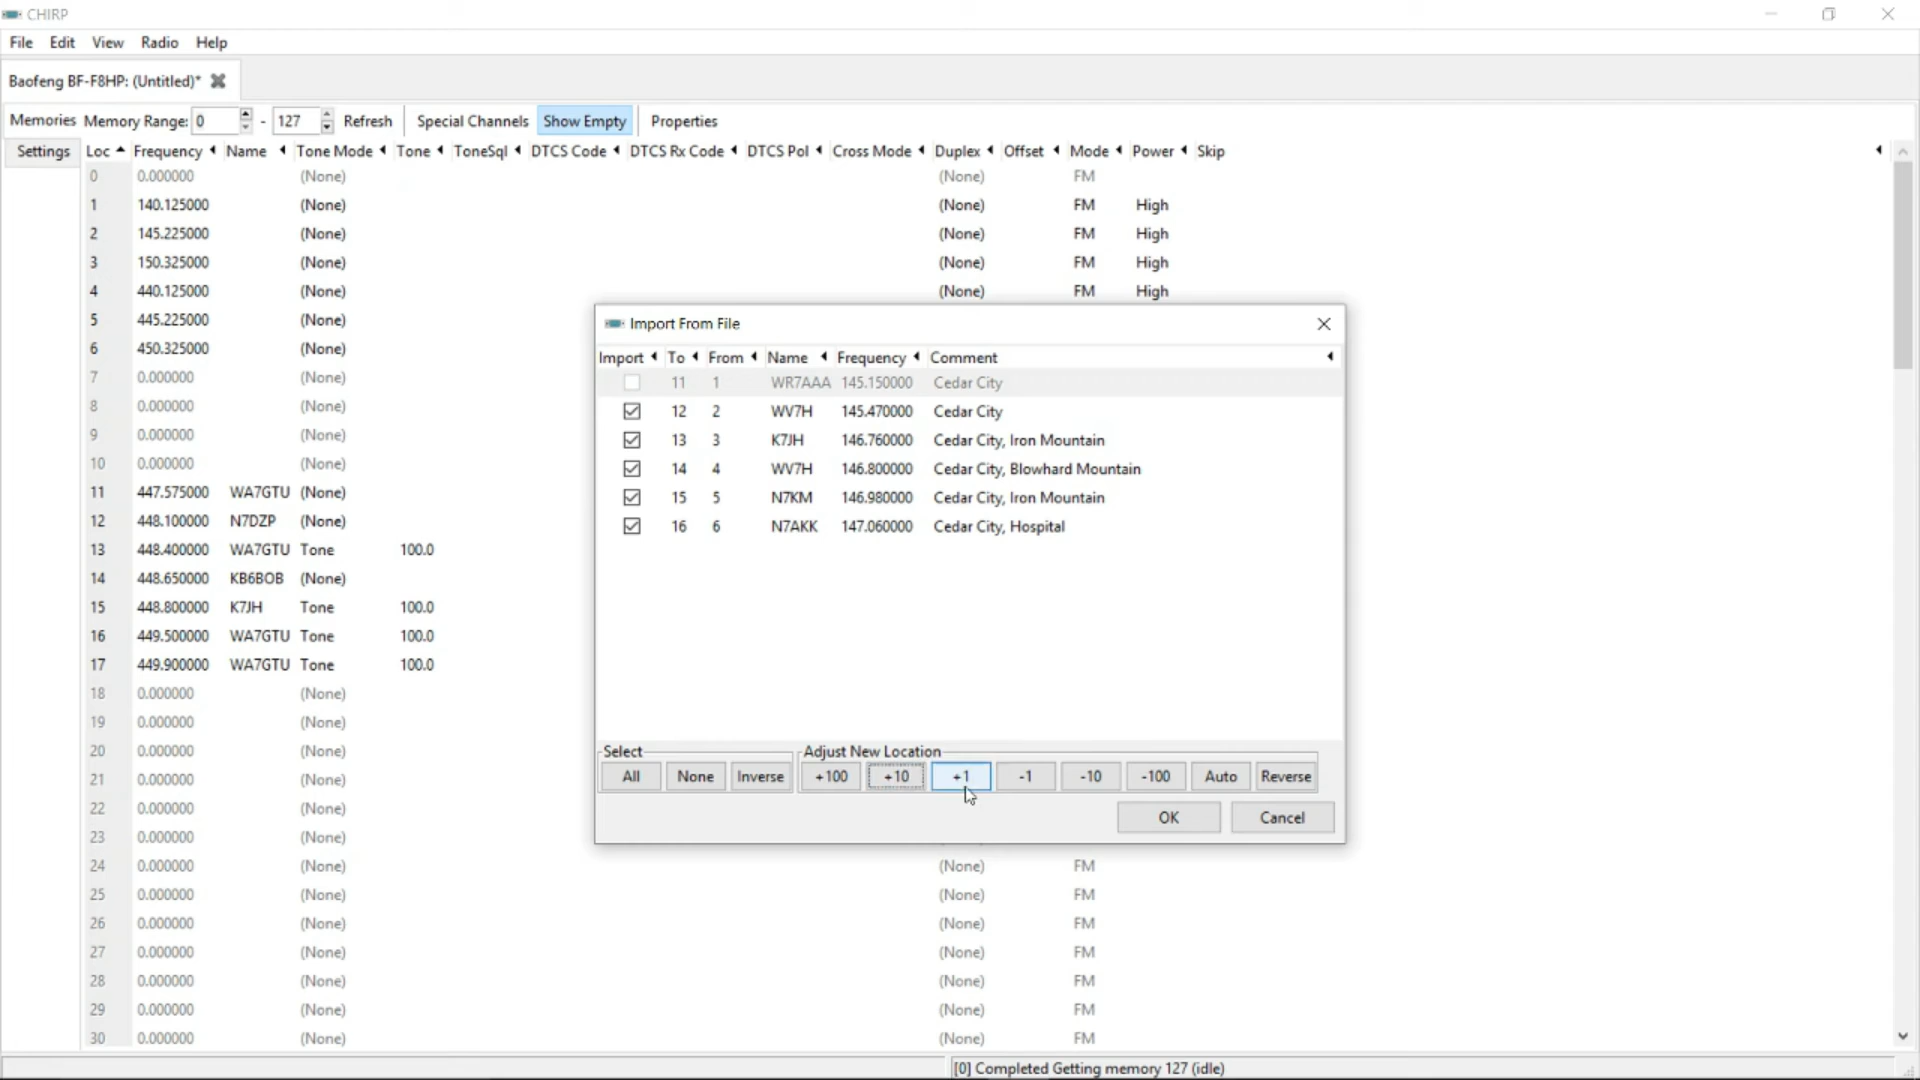 CHIRP
File Edit View Radio Help
Baofeng BF-F8HP: (Untitled)*
Memories Memory Range: 0 - 127 Refresh Special Channels Show Empty Properties
Settings Loc Frequency Name Tone Mode Tone ToneSql DTCS Code DTCS Rx Code DTCS Pol Cross Mode Duplex Offset Mode Power Skip
0 0.000000 (None) (None) FM
1 140.125000 (None) (None) FM High
2 145.225000 (None) (None) FM High
3 150.325000 (None) (None) FM High
4 440.125000 (None) (None) FM High
5 445.225000 (None)
6 450.325000 (None)
7 0.000000 (None)
8 0.000000 (None)
9 0.000000 (None)
10 0.000000 (None)
11 447.575000 WA7GTU (None)
12 448.100000 N7DZP (None)
13 448.400000 WA7GTU Tone 100.0
14 448.650000 KB6BOB (None)
15 448.800000 K7JH Tone 100.0
16 449.500000 WA7GTU Tone 100.0
17 449.900000 WA7GTU Tone 100.0
18 0.000000 (None)
19 0.000000 (None)
20 0.000000 (None)
21 0.000000 (None)
22 0.000000 (None)
23 0.000000 (None)
24 0.000000 (None) (None) FM
25 0.000000 (None) (None) FM
26 0.000000 (None) (None) FM
27 0.000000 (None) (None) FM
28 0.000000 (None) (None) FM
29 0.000000 (None) (None) FM
30 0.000000 (None) (None) FM
Import From File
Import To From Name Frequency Comment
11 1 WR7AAA 145.150000 Cedar City
12 2 WV7H 145.470000 Cedar City
13 3 K7JH 146.760000 Cedar City, Iron Mountain
14 4 WV7H 146.800000 Cedar City, Blowhard Mountain
15 5 N7KM 146.980000 Cedar City, Iron Mountain
16 6 N7AKK 147.060000 Cedar City, Hospital
Select Adjust New Location
All None Inverse +100 +10 +1 -1 -10 -100 Auto Reverse
OK Cancel
[0] Completed Getting memory 127 (idle)